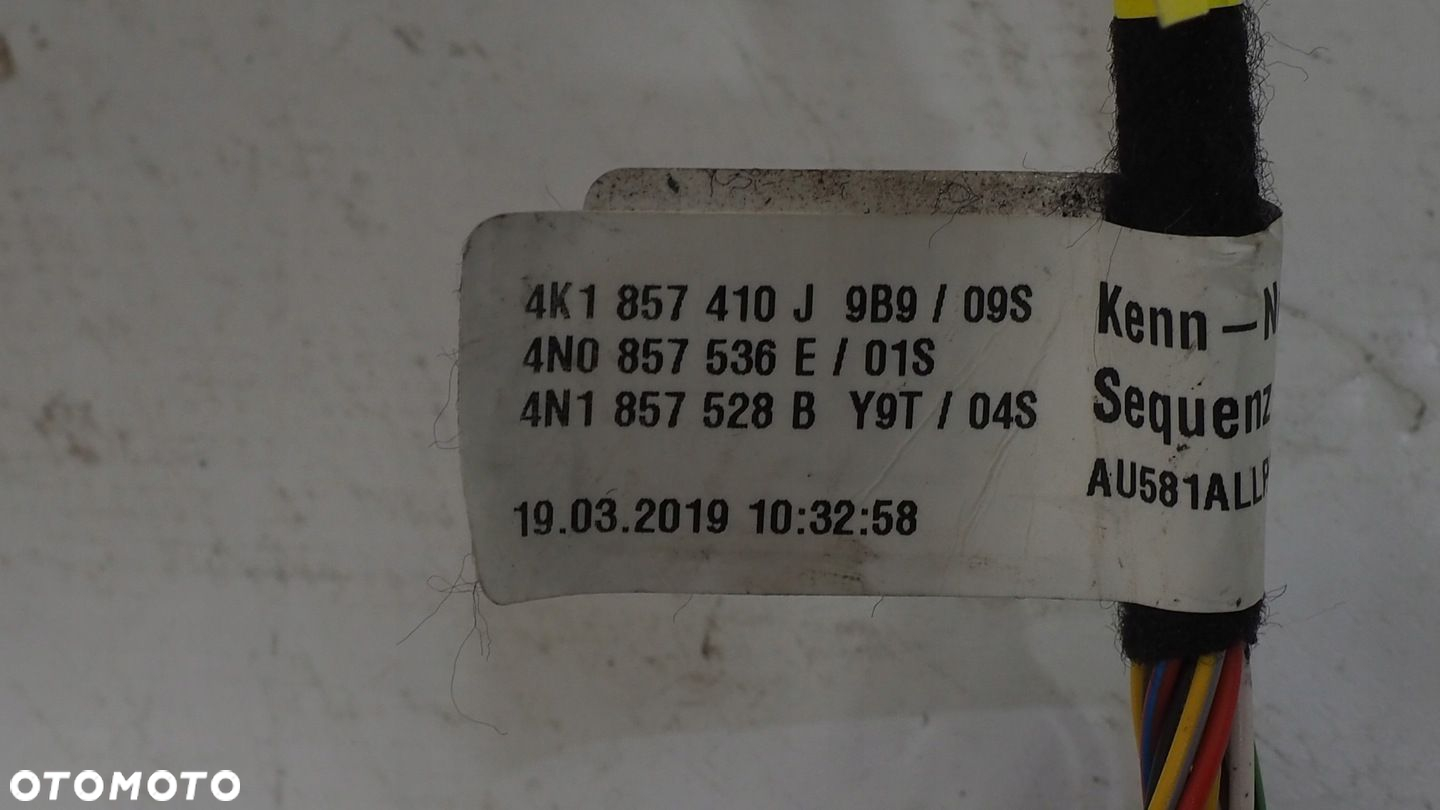 4K1 857 410 J 9B9 / 09S
4N0 857 536 E / 01S
4N1 857 528 B Y9T / 04S
19.03.2019 10:32:58
Kenn –
Sequenz
OTOMOTO